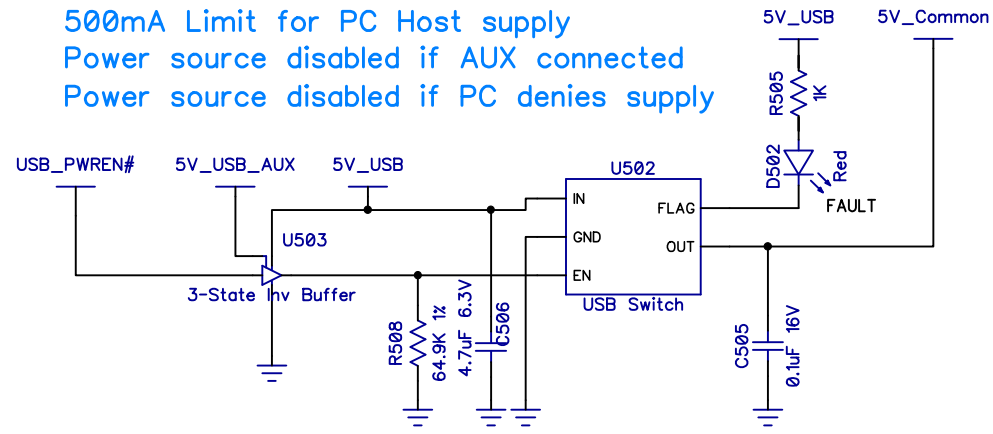 500mA Limit for PC Host supply
Power source disabled if AUX connected
Power source disabled if PC denies supply
5V_USB
5V_Common
R505
1K
USB_PWREN#
5V_USB_AUX
5V_USB
U502
D502
Red
FAULT
IN
FLAG
U503
GND
OUT
EN
3-State Inv Buffer
USB Switch
R508
64.9K 1%
4.7uF 6.3V
C506
C505
0.1uF 16V